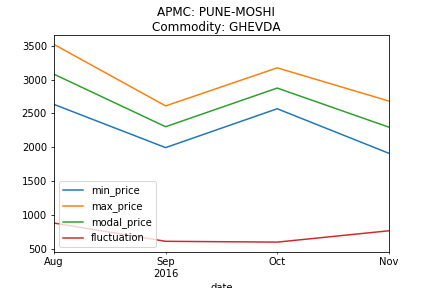 APMC: PUNE-MOSHI
Commodity: GHEVDA
3500
3000
2500
2000
1500
1000
500
min_price
max_price
modal_price
fluctuation
Aug
Sep
2016
Oct
Nov
date